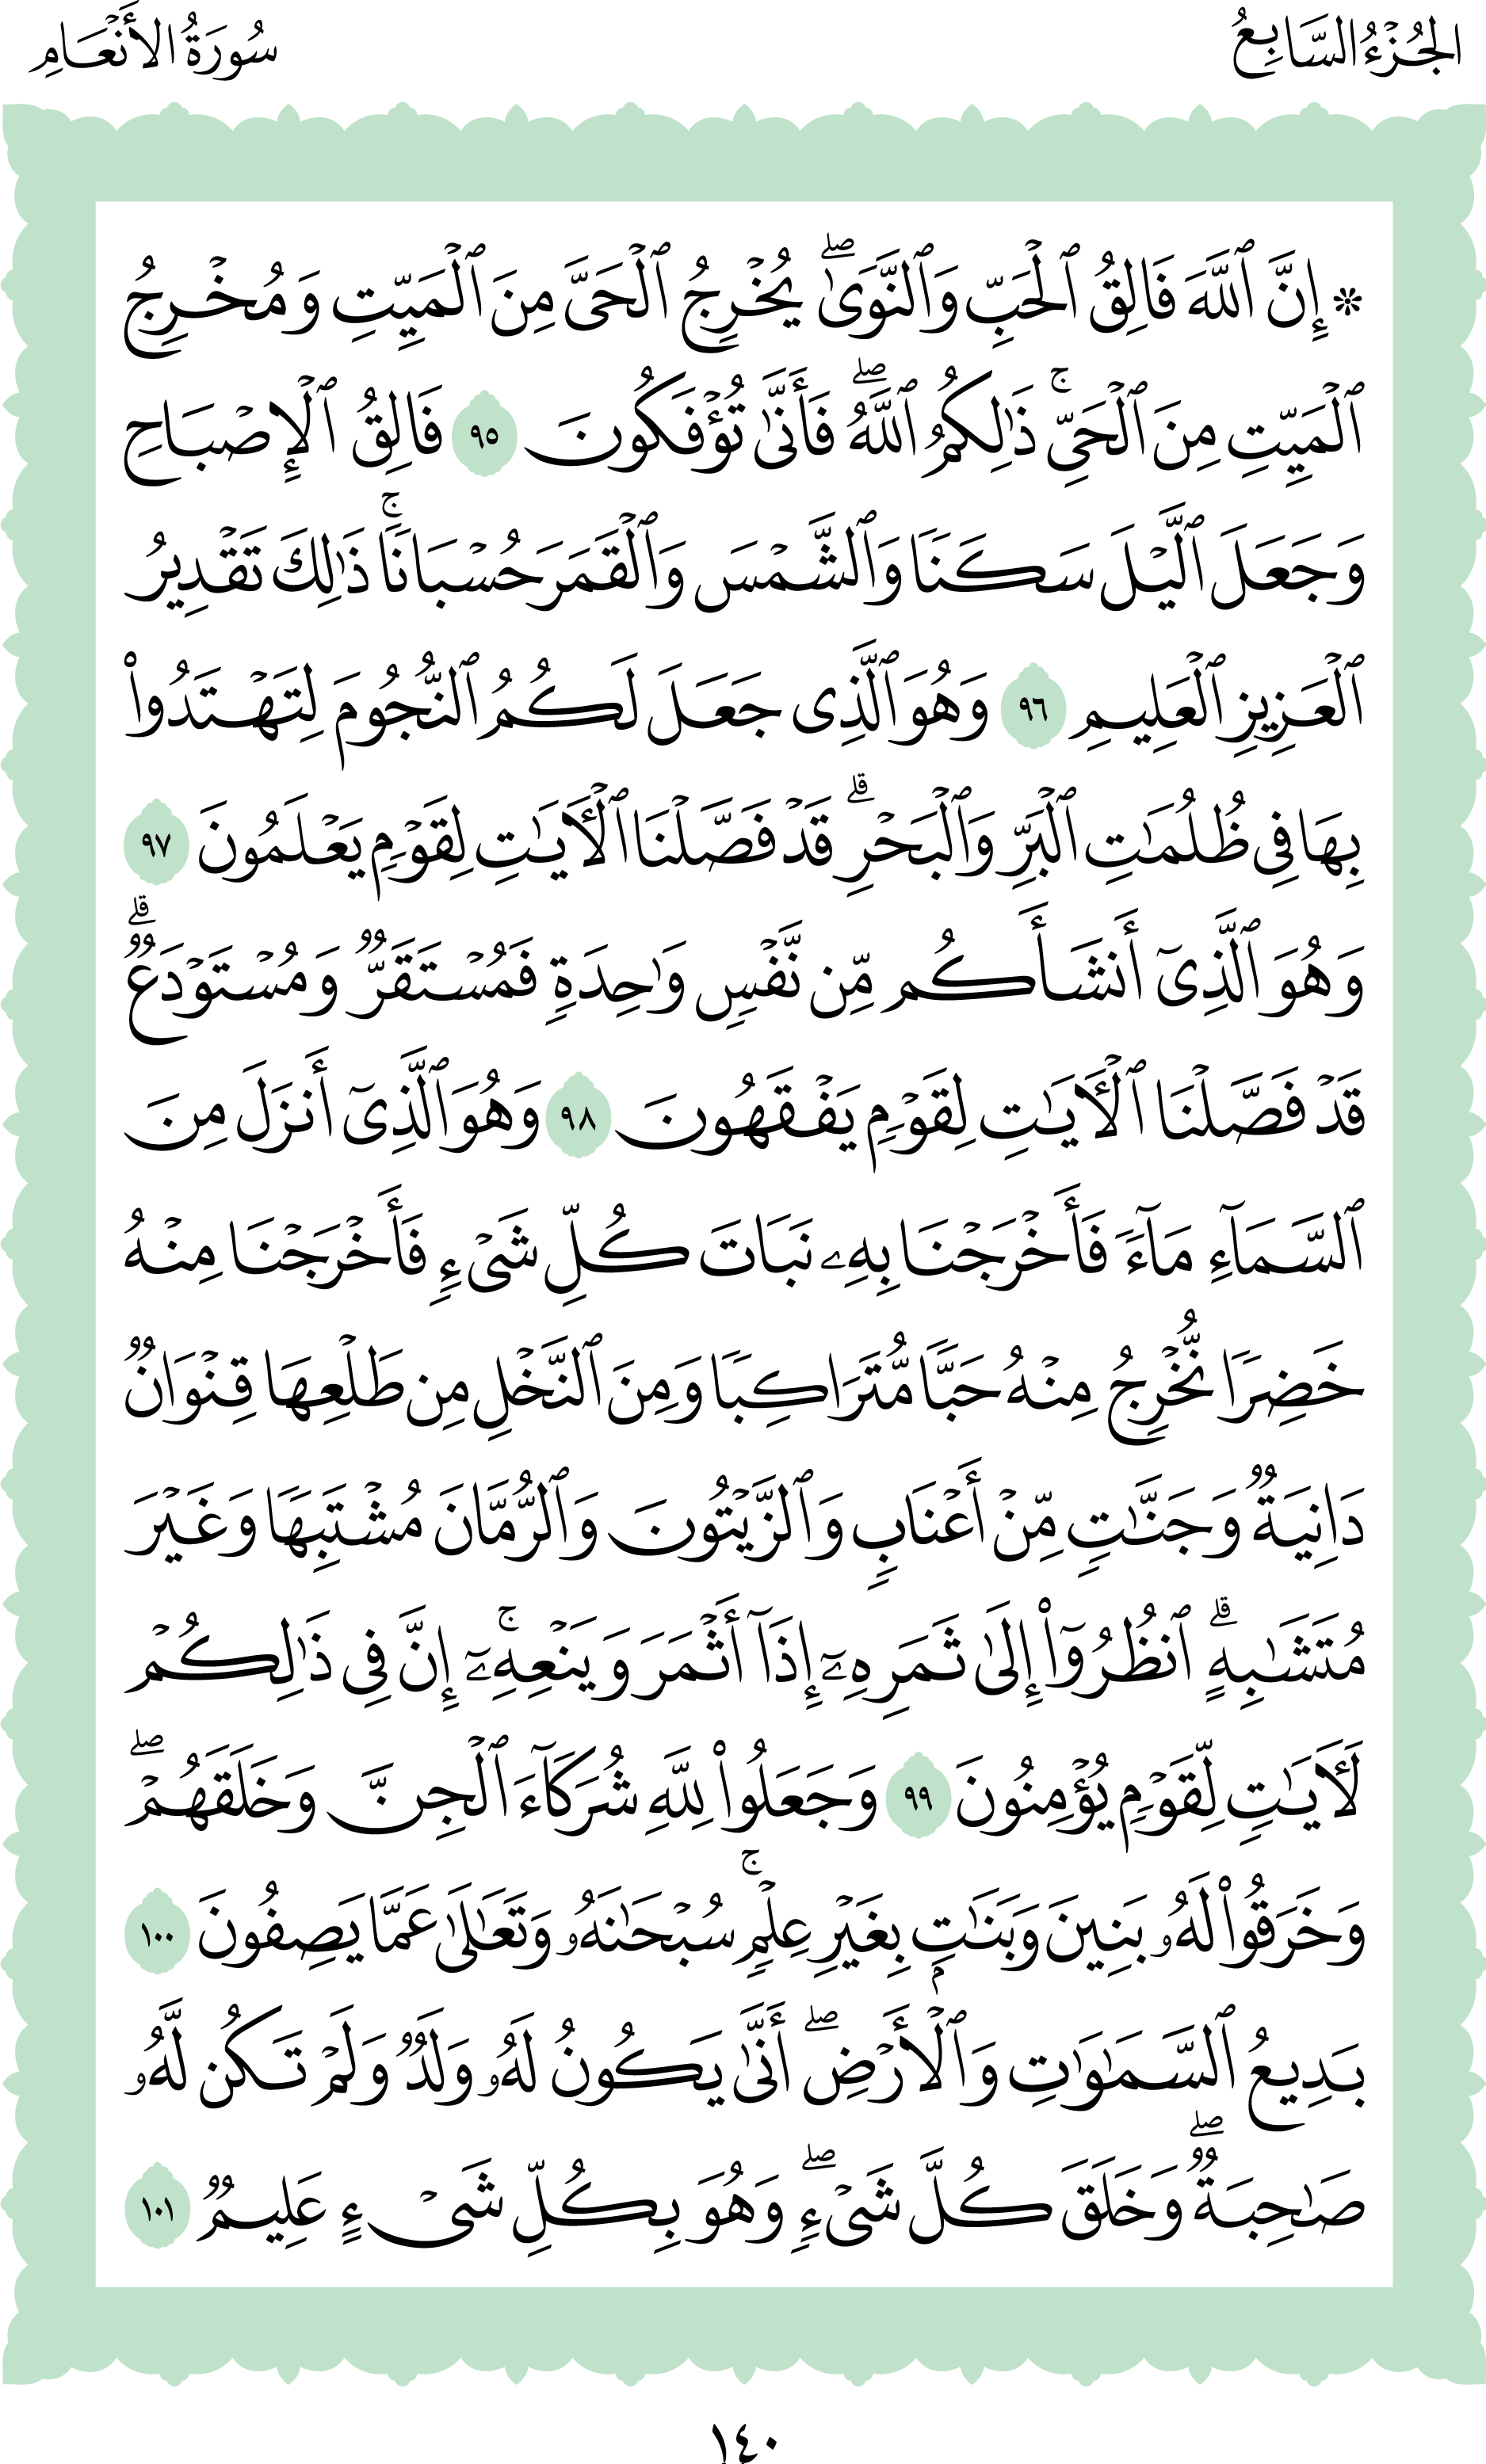 الجُزْءُ السَّابِعُ
سُورَةُ الأَنْعَامِ
۞ إِنَّ ٱللَّهَ فَالِقُ ٱلْحَبِّ وَٱلنَّوَىٰۖ يُخْرِجُ ٱلْحَىَّ مِنَ ٱلْمَيِّتِ وَمُخْرِجُ
ٱلْمَيِّتِ مِنَ ٱلْحَىِّۚ ذَٰلِكُمُ ٱللَّهُۖ فَأَنَّىٰ تُؤْفَكُونَ ٩٥ فَالِقُ ٱلْإِصْبَاحِ
وَجَعَلَ ٱلَّيْلَ سَكَنًا وَٱلشَّمْسَ وَٱلْقَمَرَ حُسْبَانًاۚ ذَٰلِكَ تَقْدِيرُ
ٱلْعَزِيزِ ٱلْعَلِيمِ ٩٦ وَهُوَ ٱلَّذِى جَعَلَ لَكُمُ ٱلنُّجُومَ لِتَهْتَدُوا۟
بِهَا فِى ظُلُمَٰتِ ٱلْبَرِّ وَٱلْبَحْرِۗ قَدْ فَصَّلْنَا ٱلْأَيَٰتِ لِقَوْمٍ يَعْلَمُونَ ٩٧
وَهُوَ ٱلَّذِىٓ أَنشَأَكُم مِّن نَّفْسٍ وَٰحِدَةٍ فَمُسْتَقَرٌّ وَمُسْتَوْدَعٌۗ
قَدْ فَصَّلْنَا ٱلْأَيَٰتِ لِقَوْمٍ يَفْقَهُونَ ٩٨ وَهُوَ ٱلَّذِىٓ أَنزَلَ مِنَ
ٱلسَّمَآءِ مَآءً فَأَخْرَجْنَا بِهِۦ نَبَاتَ كُلِّ شَىْءٍ فَأَخْرَجْنَا مِنْهُ
خَضِرًا نُّخْرِجُ مِنْهُ حَبًّا مُّتَرَاكِبًا وَمِنَ ٱلنَّخْلِ مِن طَلْعِهَا قِنْوَانٌ
دَانِيَةٌ وَجَنَّٰتٍ مِّنْ أَعْنَابٍ وَٱلزَّيْتُونَ وَٱلرُّمَّانَ مُشْتَبِهًا وَغَيْرَ
مُتَشَٰبِهٍۗ ٱنظُرُوٓا۟ إِلَىٰ ثَمَرِهِۦٓ إِذَآ أَثْمَرَ وَيَنْعِهِۦٓۚ إِنَّ فِى ذَٰلِكُمْ
لَأَيَٰتٍ لِّقَوْمٍ يُؤْمِنُونَ ٩٩ وَجَعَلُوا۟ لِلَّهِ شُرَكَآءَ ٱلْجِنَّ وَخَلَقَهُمْۖ
وَخَرَقُوا۟ لَهُۥ بَنِينَ وَبَنَٰتٍۭ بِغَيْرِ عِلْمٍۚ سُبْحَٰنَهُۥ وَتَعَٰلَىٰ عَمَّا يَصِفُونَ ١٠٠
بَدِيعُ ٱلسَّمَٰوَٰتِ وَٱلْأَرْضِۖ أَنَّىٰ يَكُونُ لَهُۥ وَلَدٌ وَلَمْ تَكُن لَّهُۥ
صَٰحِبَةٌۖ وَخَلَقَ كُلَّ شَىْءٍۖ وَهُوَ بِكُلِّ شَىْءٍ عَلِيمٌ ١٠١
١٤٠